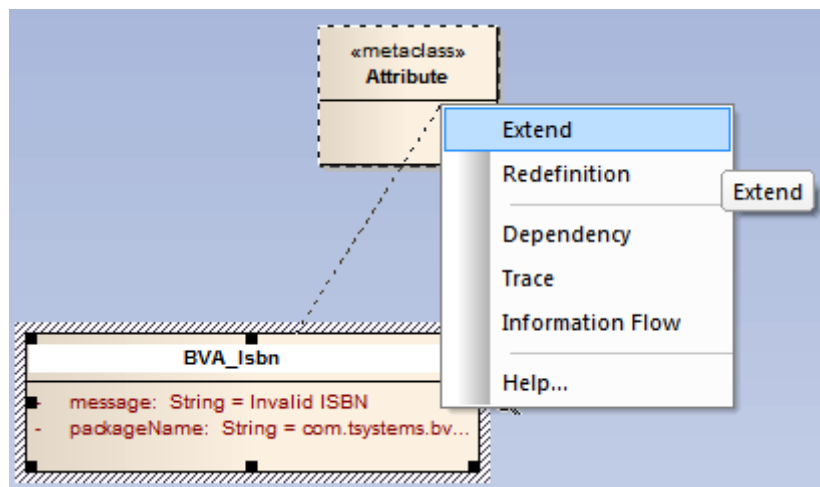 «metaclass»
Attribute
Extend
Redefinition
Extend
Dependency
Trace
Information Flow
Help...
BVA_Isbn
- message: String = Invalid ISBN
- packageName: String = com.tsystems.bv...